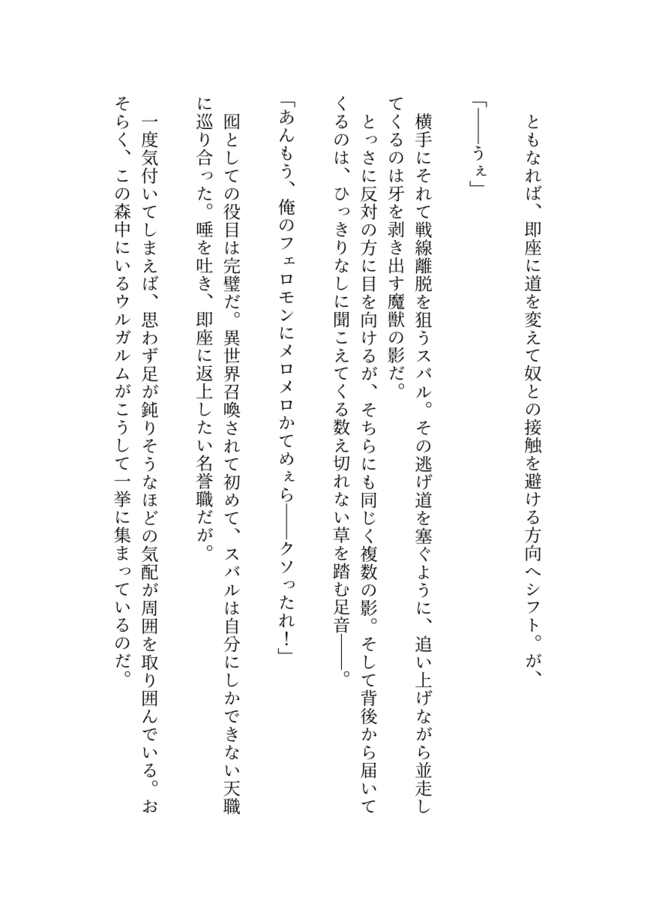 ともなれば、即座に道を変えて奴との接触を避ける方向へシフト。が、
「――うぇ」
横手にそれて戦線離脱を狙うスバル。その逃げ道を塞ぐように、追い上げながら並走し
てくるのは牙を剥き出す魔獣の影だ。
とっさに反対の方に目を向けるが、そちらにも同じく複数の影。そして背後から届いて
くるのは、ひっきりなしに聞こえてくる数え切れない草を踏む足音――。
「あんもう、俺のフェロモンにメロメロかてめぇら――クソったれ！」
囮としての役目は完璧だ。異世界召喚されて初めて、スバルは自分にしかできない天職
に巡り合った。唾を吐き、即座に返上したい名誉職だが。
一度気付いてしまえば、思わず足が鈍りそうなほどの気配が周囲を取り囲んでいる。お
そらく、この森中にいるウルガルムがこうして一挙に集まっているのだ。